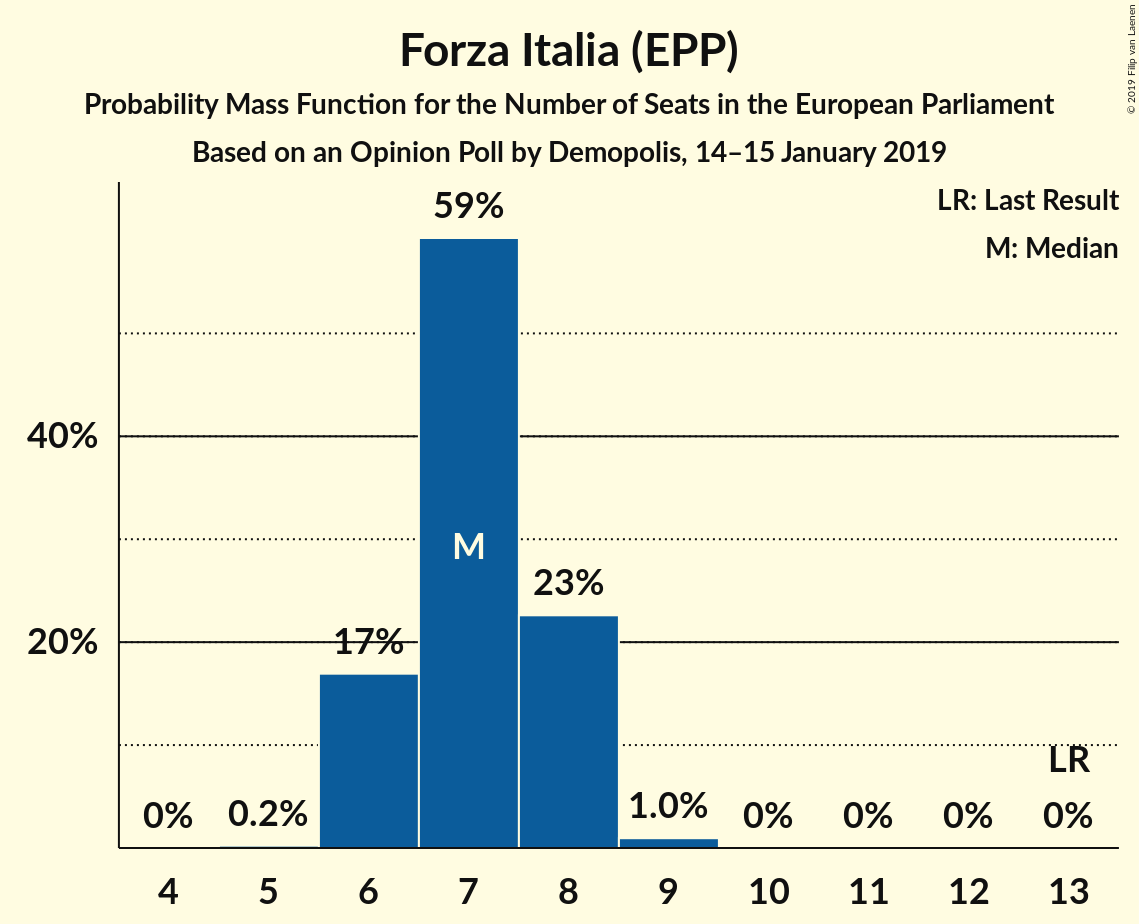 Forza Italia (EPP)
Probability Mass Function for the Number of Seats in the European Parliament
Based on an Opinion Poll by Demopolis, 14–15 January 2019
© 2019 Filip van Laenen
LR: Last Result
M: Median
59%
40%
M
23%
20%
17%
LR
0%
0.2%
1.0%
0%
0%
0%
0%
4 5 6 7 8 9 10 11 12 13